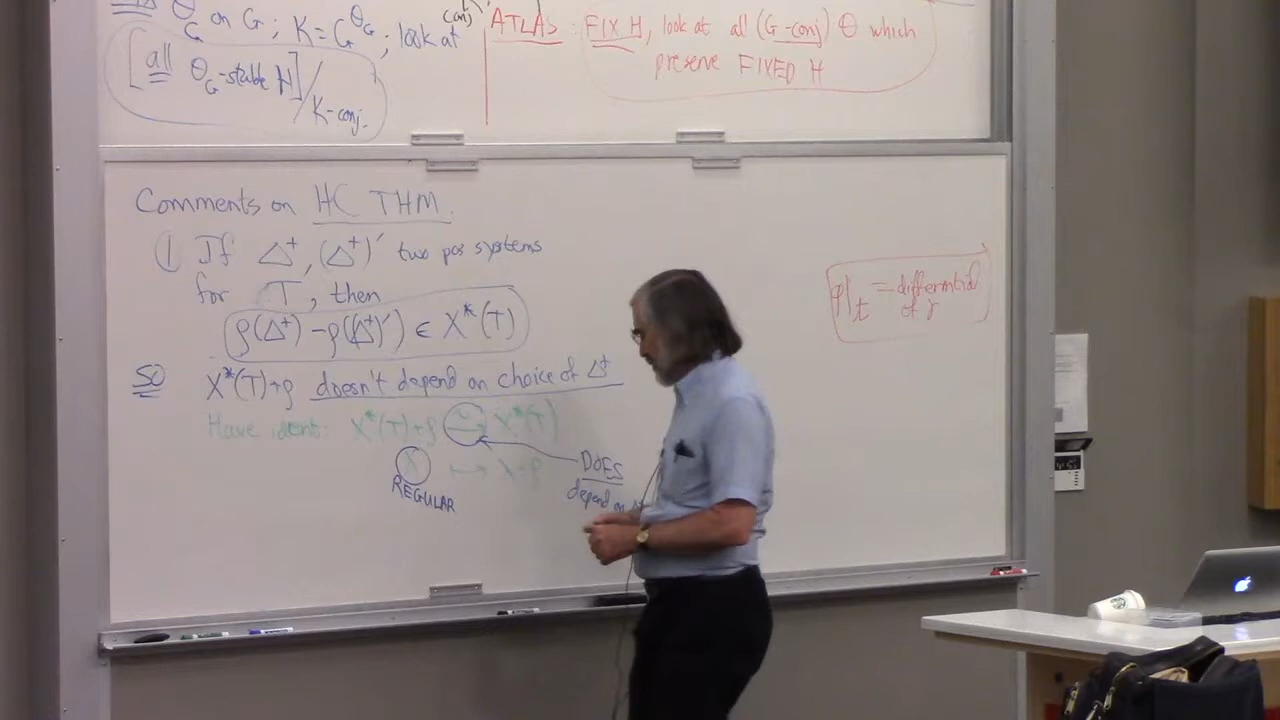 θ_G on G; K = G^θ_G; look at
[all θ_G-stable H]/K-conj.
(conj)
ATLAS: FIX H, look at all (G-conj) θ which
preserve FIXED H
Comments on HC THM.
① If Δ⁺, (Δ⁺)′ two pos systems
for T, then
ρ(Δ⁺) - ρ((Δ⁺)′) ∈ X*(T)
SO X*(T)+ρ doesn't depend on choice of Δ⁺
Have ident: X*(T)+ρ ≃ X*(T)
λ ↔ λ-ρ
REGULAR
DOES
depend on
φ|_t = differential
of γ